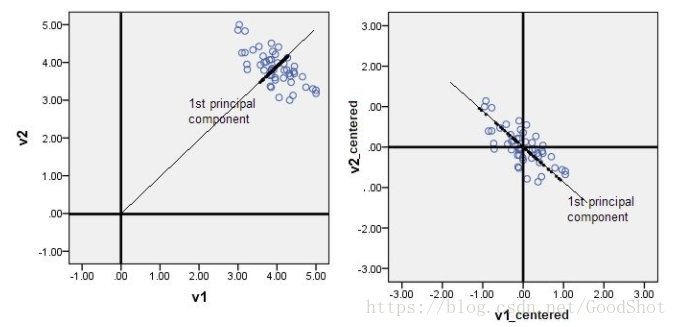 5.00
4.00
3.00
2.00
1.00
.00
-1.00
v2
1st principal
component
-1.00 .00 1.00 2.00 3.00 4.00 5.00
v1
3.00
2.00
.00
.00
-1.00
-2.00
-3.00
v2_centered
1st principal
component
-3.00 -2.00 -1.00 .00 1.00 2.00 3.00
v1_centered
https://blog.csdn.net/GoodShot